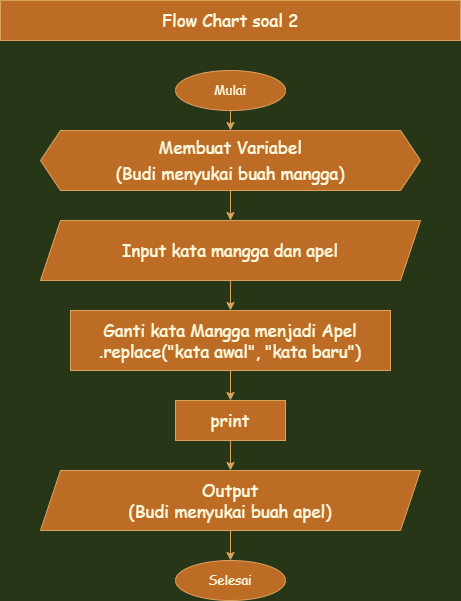 Flow Chart soal 2
Mulai
Membuat Variabel
(Budi menyukai buah mangga)
Input kata mangga dan apel
Ganti kata Mangga menjadi Apel
.replace("kata awal", "kata baru")
print
Output
(Budi menyukai buah apel)
Selesai